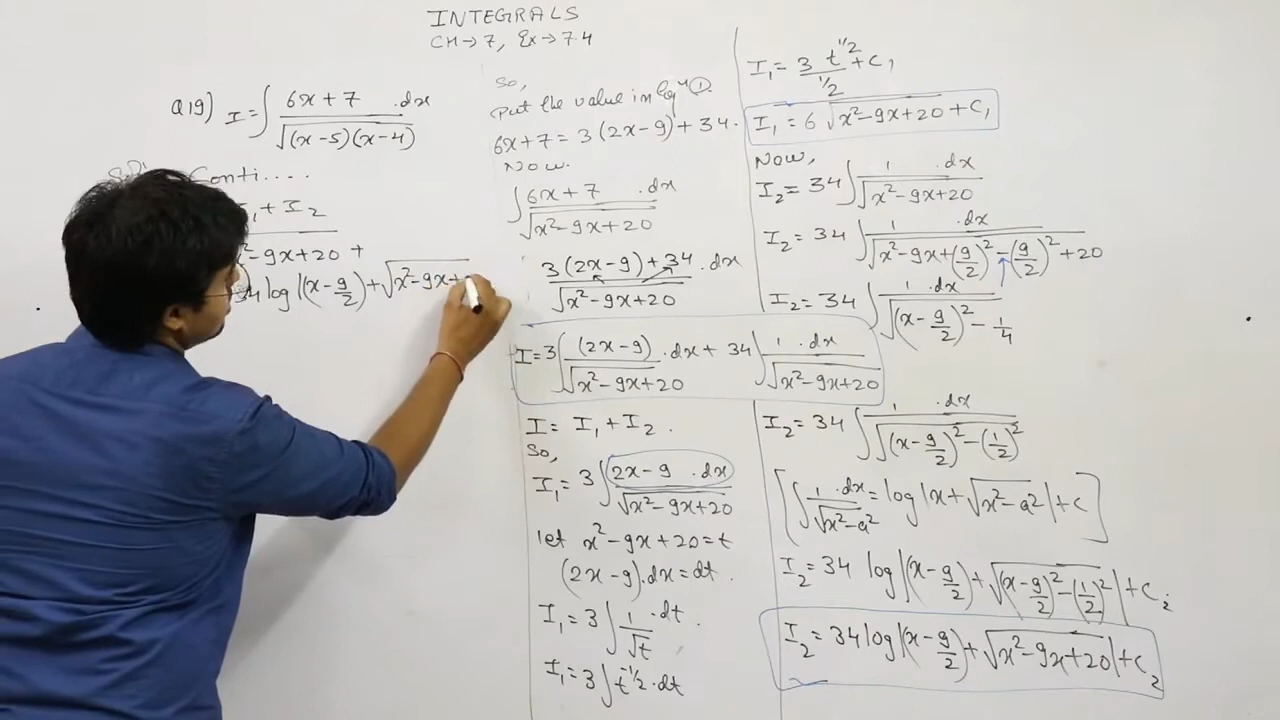 INTEGRALS
CH→7, Ex→7.4
Q19) I=∫ 6x+7 .dx / √(x-5)(x-4)
Conti....
I₁+I₂
x²-9x+20 +
34 log |(x-9/2)+√x²-9x+
So,
Put the value in Eqⁿ ①.
6x+7=3(2x-9)+34.
Now.
∫ 6x+7 .dx / √x²-9x+20
3(2x-9)+34 .dx / √x²-9x+20
I=3∫ (2x-9) .dx / √x²-9x+20 + 34∫ 1 .dx / √x²-9x+20
I= I₁+I₂.
So,
I₁= 3∫ 2x-9 .dx / √x²-9x+20
let x²-9x+20=t
(2x-9).dx=dt.
I₁=3∫ 1/√t .dt.
I₁=3∫t^-1/2 .dt
I₁= 3 t^1/2 / 1/2 +C₁
I₁= 6 √x²-9x+20 + C₁
Now,
I₂= 34∫ 1 .dx / √x²-9x+20
I₂= 34∫ 1 .dx / √x²-9x+(9/2)²-(9/2)²+20
I₂=34∫ 1 .dx / √(x-9/2)²-1/4
I₂=34∫ 1 .dx / √(x-9/2)²-(1/2)²
[∫ 1 .dx / √x²-a² = log|x+√x²-a²|+C]
I₂=34 log|(x-9/2)+√(x-9/2)²-(1/2)²|+C₂
I₂=34log|(x-9/2)+√x²-9x+20|+C₂